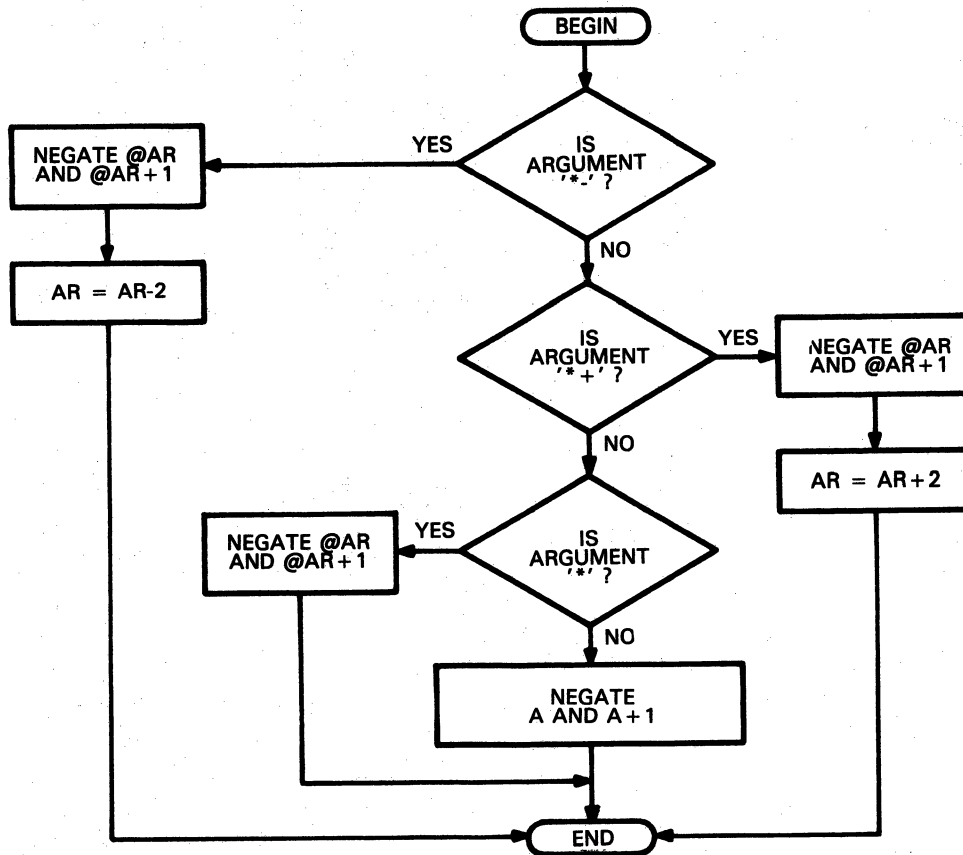 BEGIN
IS
ARGUMENT
'*-' ?
YES
NEGATE @AR
AND @AR+1
AR = AR-2
NO
IS
ARGUMENT
'*+' ?
YES
NEGATE @AR
AND @AR+1
AR = AR+2
NO
IS
ARGUMENT
'*' ?
YES
NEGATE @AR
AND @AR+1
NO
NEGATE
A AND A+1
END